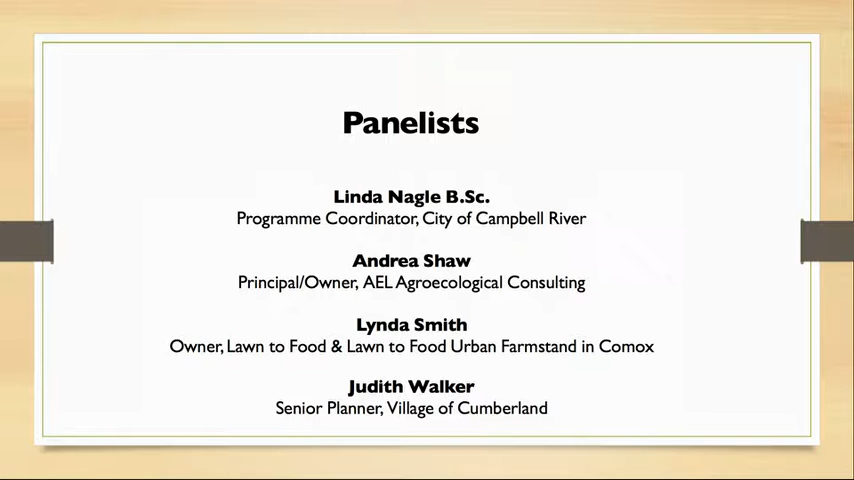 Panelists
Linda Nagle B.Sc.
Programme Coordinator, City of Campbell River
Andrea Shaw
Principal/Owner, AEL Agroecological Consulting
Lynda Smith
Owner, Lawn to Food & Lawn to Food Urban Farmstand in Comox
Judith Walker
Senior Planner, Village of Cumberland